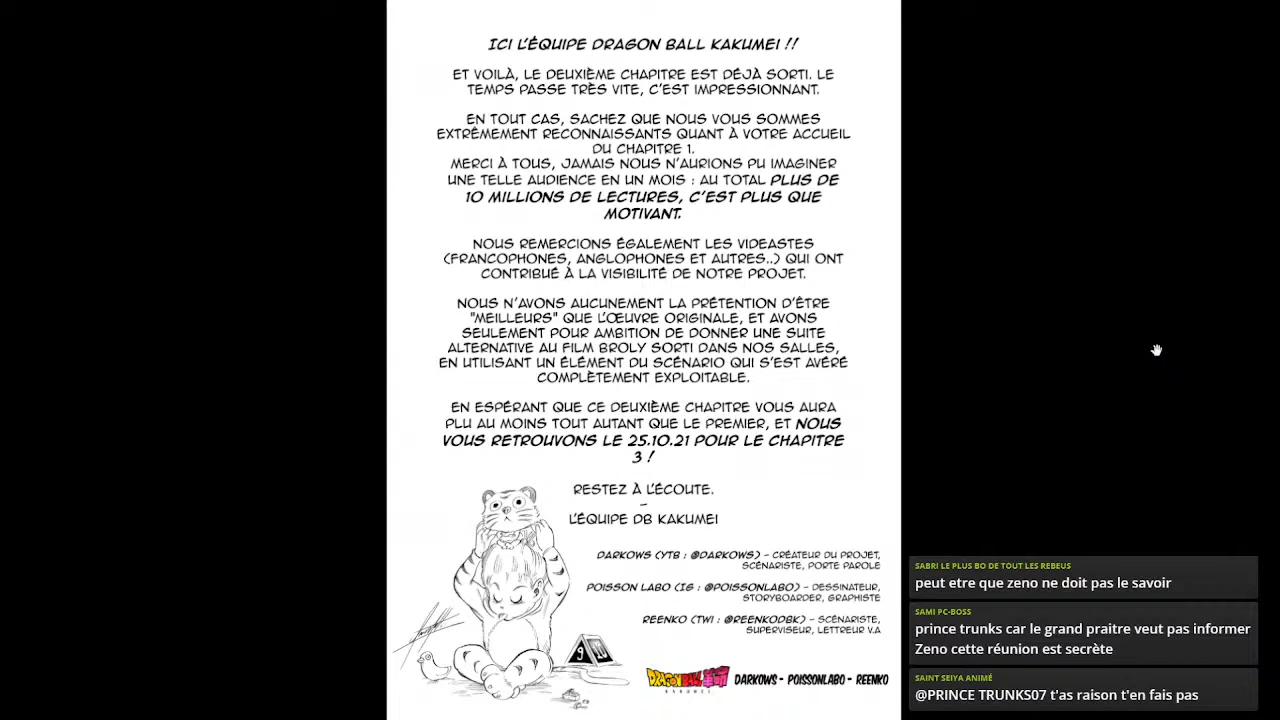 ICI L'ÉQUIPE DRAGON BALL KAKUMEI !!
ET VOILÀ, LE DEUXIÈME CHAPITRE EST DÉJÀ SORTI. LE
TEMPS PASSE TRÈS VITE, C'EST IMPRESSIONNANT.
EN TOUT CAS, SACHEZ QUE NOUS VOUS SOMMES
EXTRÊMEMENT RECONNAISSANTS QUANT À VOTRE ACCUEIL
DU CHAPITRE 1.
MERCI À TOUS, JAMAIS NOUS N'AURIONS PU IMAGINER
UNE TELLE AUDIENCE EN UN MOIS : AU TOTAL PLUS DE
10 MILLIONS DE LECTURES, C'EST PLUS QUE
MOTIVANT.
NOUS REMERCIONS ÉGALEMENT LES VIDEASTES
(FRANCOPHONES, ANGLOPHONES ET AUTRES..) QUI ONT
CONTRIBUÉ À LA VISIBILITÉ DE NOTRE PROJET.
NOUS N'AVONS AUCUNEMENT LA PRÉTENTION D'ÊTRE
"MEILLEURS" QUE L'ŒUVRE ORIGINALE, ET AVONS
SEULEMENT POUR AMBITION DE DONNER UNE SUITE
ALTERNATIVE AU FILM BROLY SORTI DANS NOS SALLES,
EN UTILISANT UN ÉLÉMENT DU SCÉNARIO QUI S'EST AVÉRÉ
COMPLÈTEMENT EXPLOITABLE.
EN ESPÉRANT QUE CE DEUXIÈME CHAPITRE VOUS AURA
PLU AU MOINS TOUT AUTANT QUE LE PREMIER, ET NOUS
VOUS RETROUVONS LE 25.10.21 POUR LE CHAPITRE
3 !
RESTEZ À L'ÉCOUTE.
–
L'ÉQUIPE DB KAKUMEI
DARKOWS (YTB : @DARKOWS) – CRÉATEUR DU PROJET,
SCÉNARISTE, PORTE PAROLE
POISSON LABO (IG : @POISSONLABO) – DESSINATEUR,
STORYBOARDER, GRAPHISTE
REENKO (TWI : @REENKODBK) – SCÉNARISTE,
SUPERVISEUR, LETTREUR V.A
9 10
DRAGON BALL 革命
KAKUMEI
DARKOWS - POISSONLABO - REENKO
SABRI LE PLUS BO DE TOUT LES REBEUS
peut etre que zeno ne doit pas le savoir
SAMI PC-BOSS
prince trunks car le grand praitre veut pas informer
Zeno cette réunion est secrète
SAINT SEIYA ANIMÉ
@PRINCE TRUNKS07 t'as raison t'en fais pas